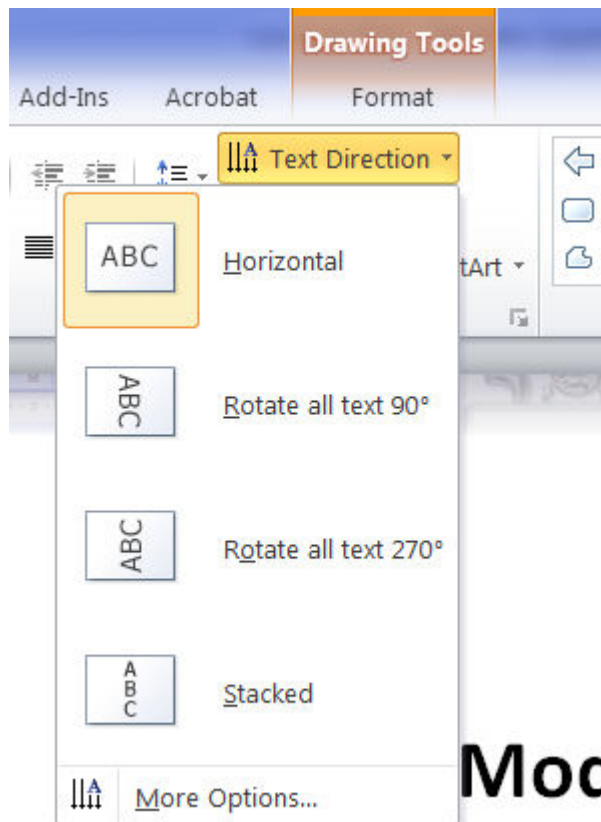 Drawing Tools
Add-Ins Acrobat Format
Text Direction
ABC Horizontal
tArt
ABC Rotate all text 90°
ABC Rotate all text 270°
A
B
C
Stacked
Mod
More Options...